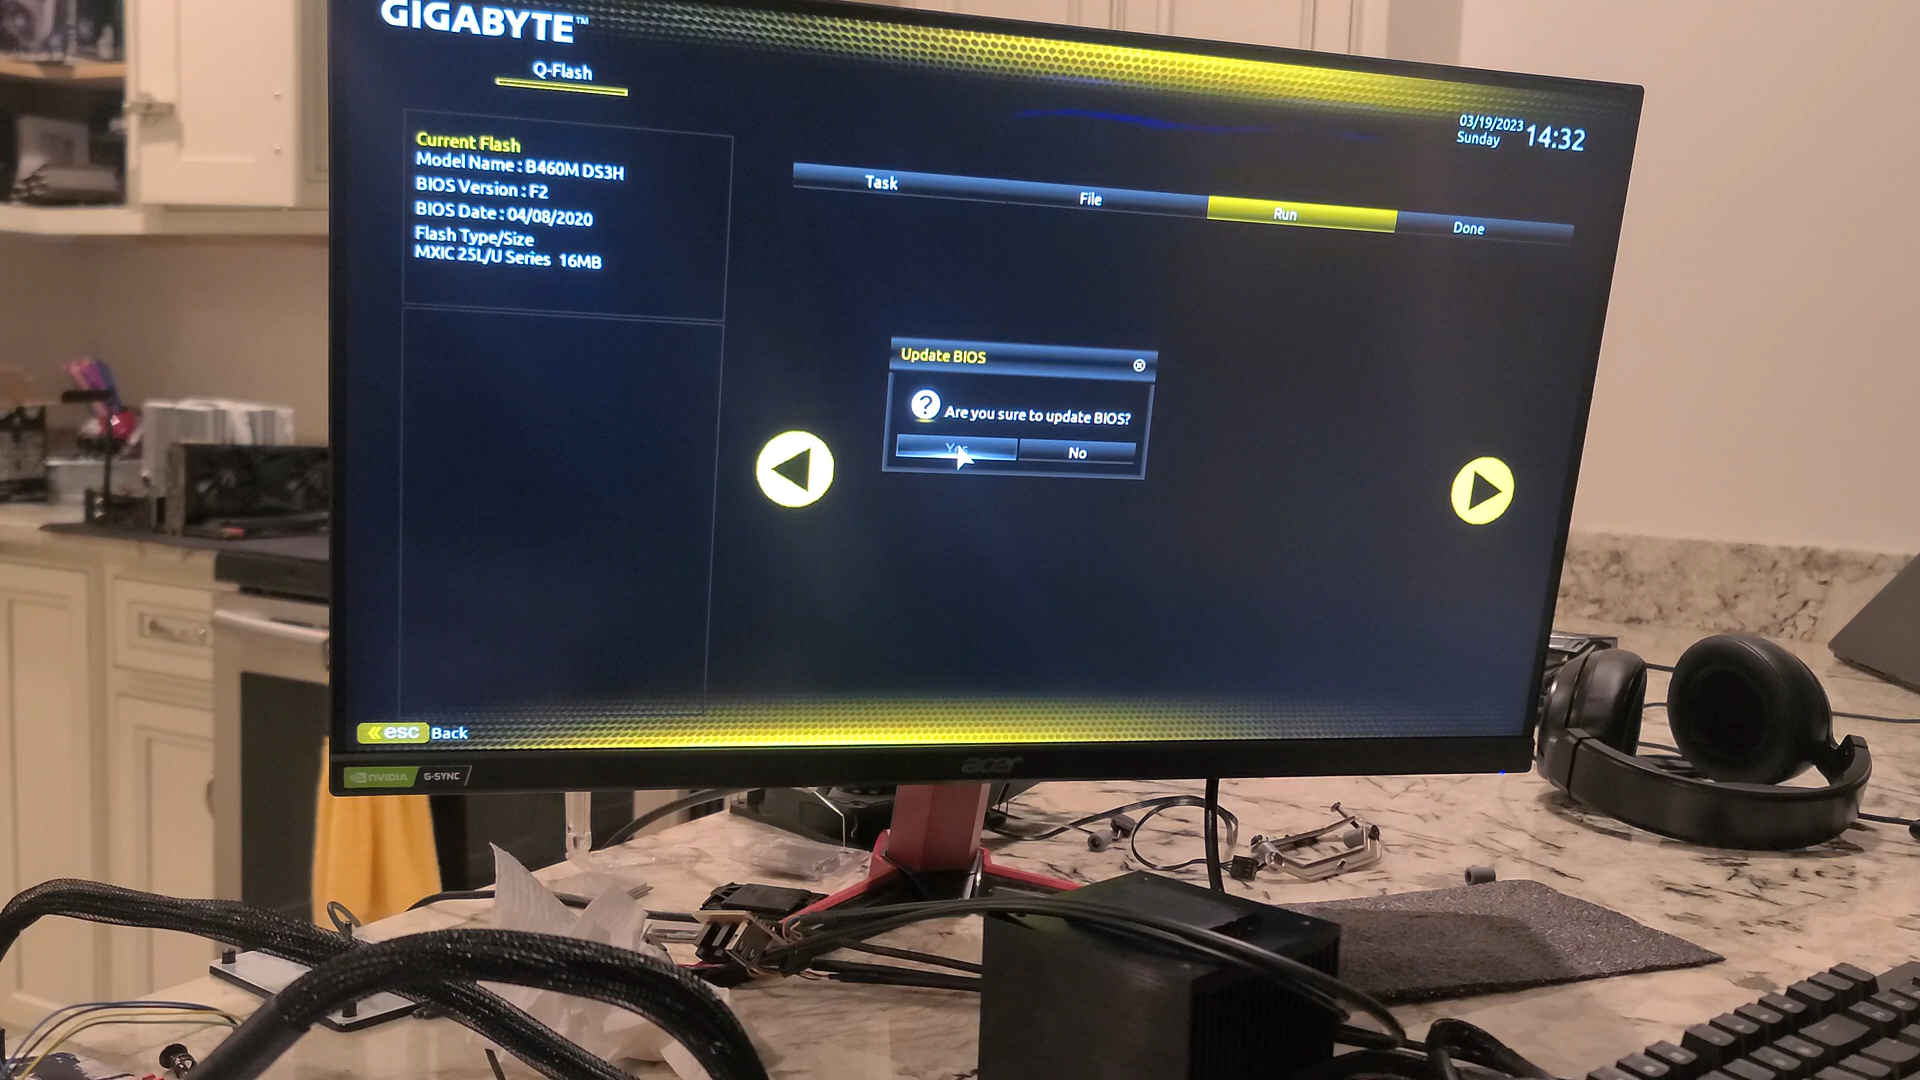 GIGABYTE™
Q-Flash
03/19/2023
Sunday
14:32
Current Flash
Model Name : B460M DS3H
BIOS Version : F2
BIOS Date : 04/08/2020
Flash Type/Size
MXIC 25L/U Series 16MB
Task
File
Run
Done
Update BIOS
? Are you sure to update BIOS?
Yes
No
esc Back
NVIDIA G-SYNC
acer